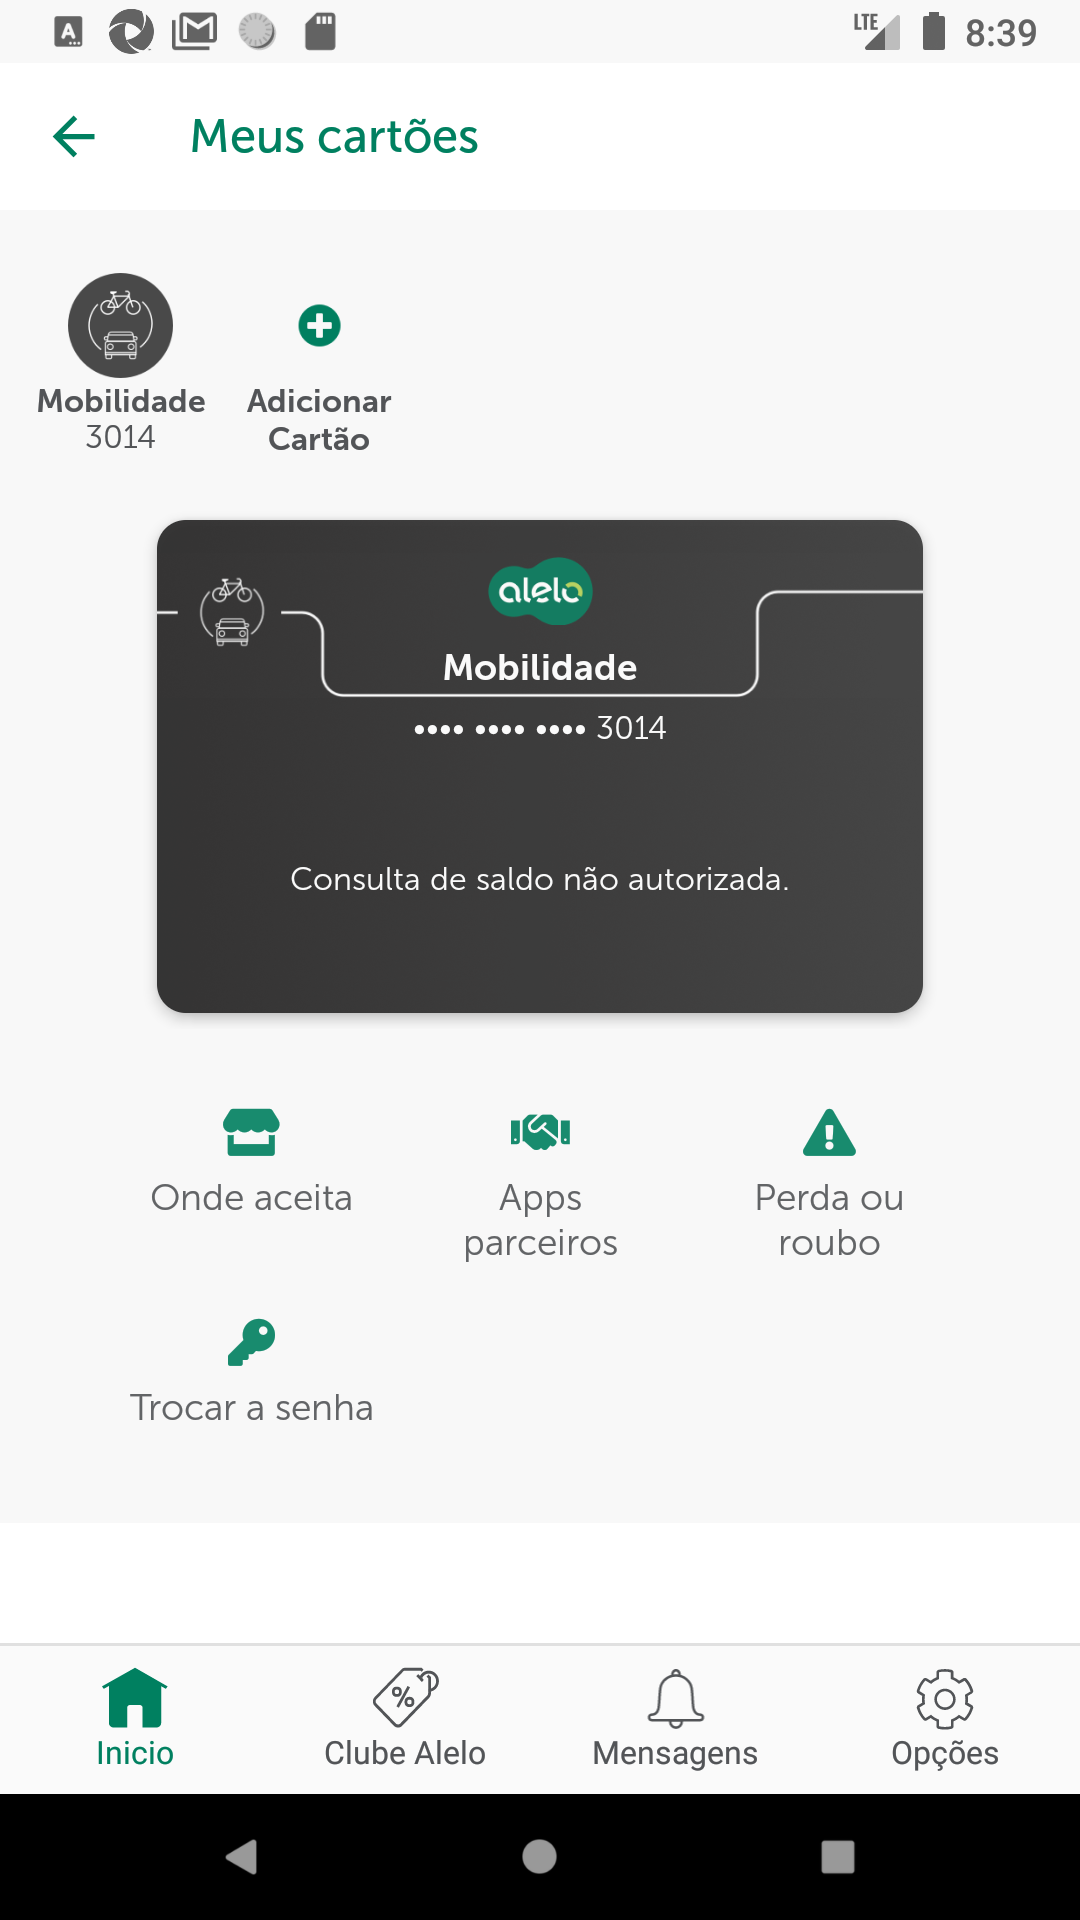 A
LTE
8:39
Meus cartões
Mobilidade
3014
Adicionar
Cartão
alelo
Mobilidade
•••• •••• •••• 3014
Consulta de saldo não autorizada.
Onde aceita
Apps
parceiros
Perda ou
roubo
Trocar a senha
Inicio
Clube Alelo
Mensagens
Opções